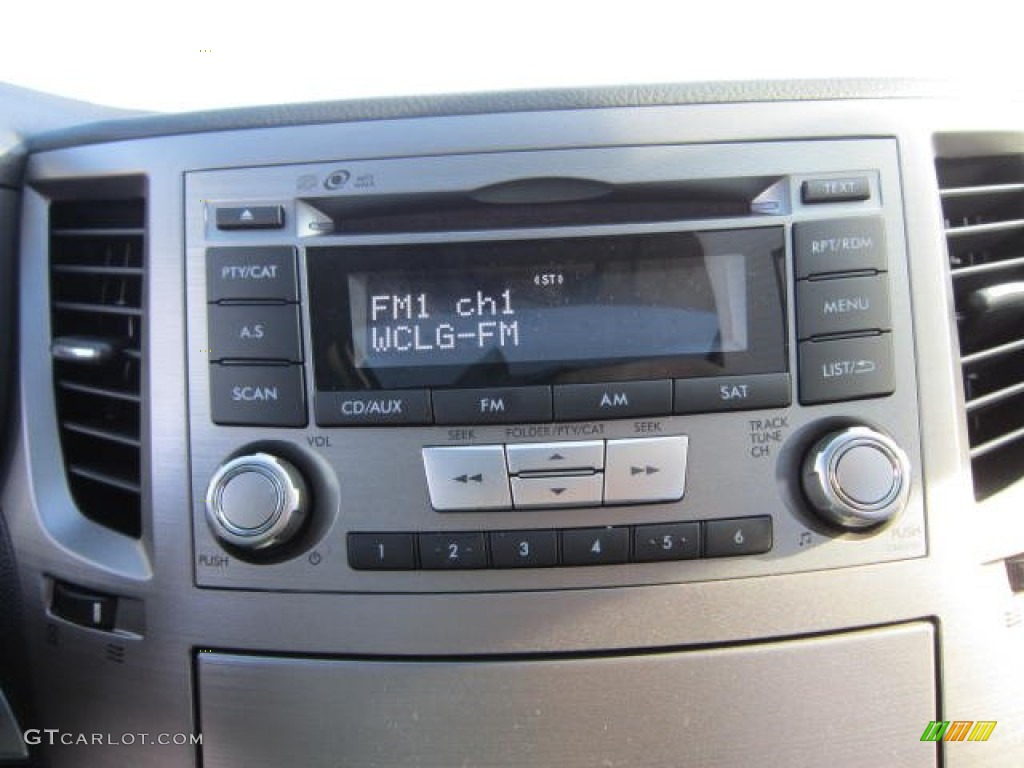 TEXT
PTY/CAT
RPT/RDM
ST
FM1 ch1
A.S
MENU
WCLG-FM
SCAN
LIST/
CD/AUX FM AM SAT
VOL
SEEK FOLDER/PTY/CAT SEEK
TRACK
TUNE
CH
PUSH
PUSH
1 2 3 4 5 6
GTCARLOT.COM